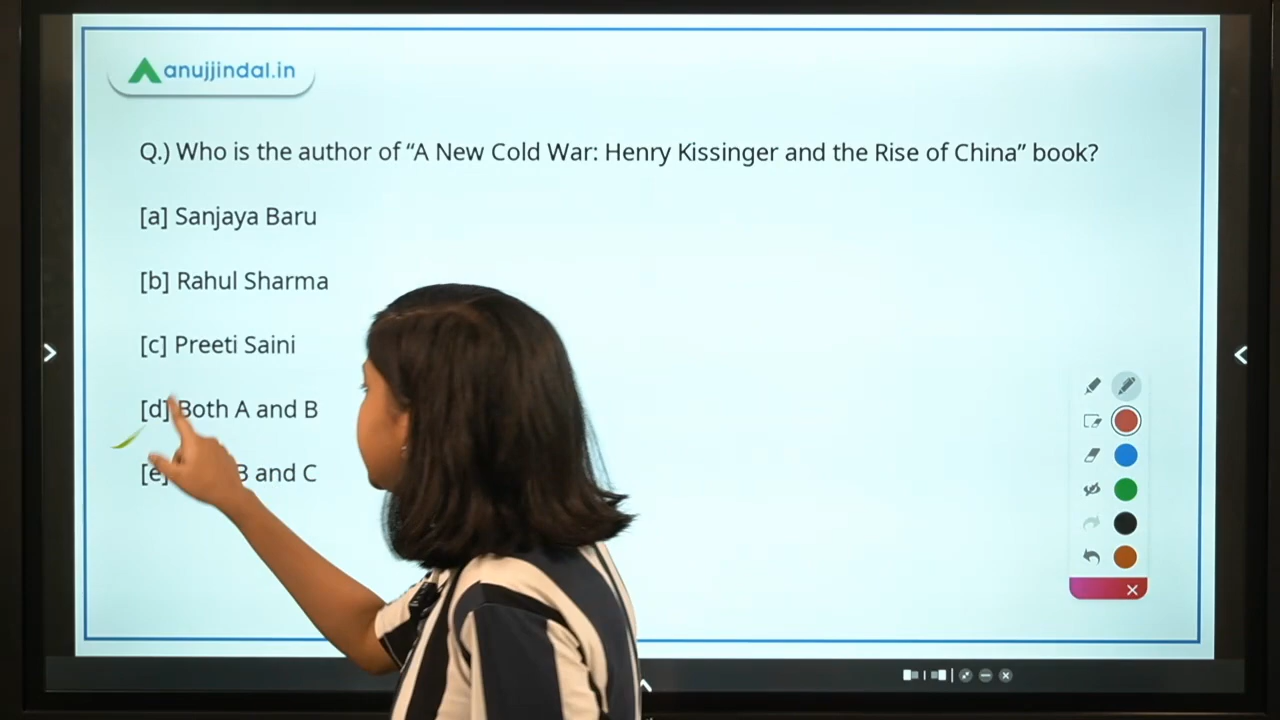 anujjindal.in
Q.) Who is the author of “A New Cold War: Henry Kissinger and the Rise of China” book?
[a] Sanjaya Baru
[b] Rahul Sharma
[c] Preeti Saini
[d] Both A and B
[e] B and C